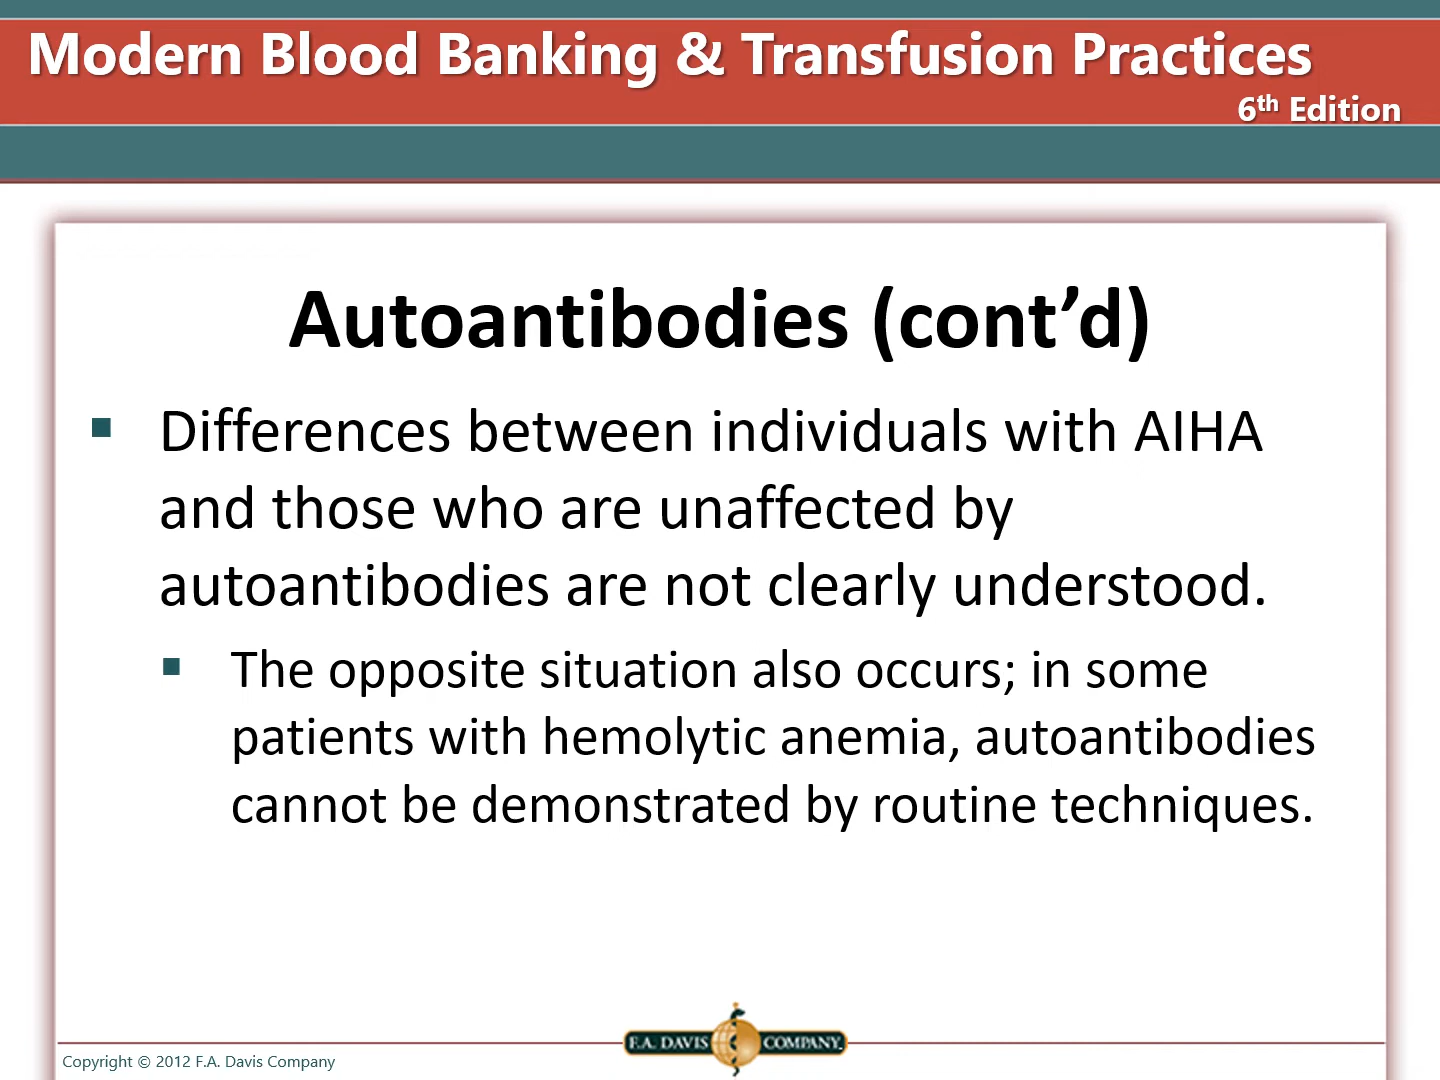 Modern Blood Banking & Transfusion Practices
6th Edition
Autoantibodies (cont’d)
▪ Differences between individuals with AIHA
and those who are unaffected by
autoantibodies are not clearly understood.
▪ The opposite situation also occurs; in some
patients with hemolytic anemia, autoantibodies
cannot be demonstrated by routine techniques.
F.A. DAVIS COMPANY.
Copyright © 2012 F.A. Davis Company